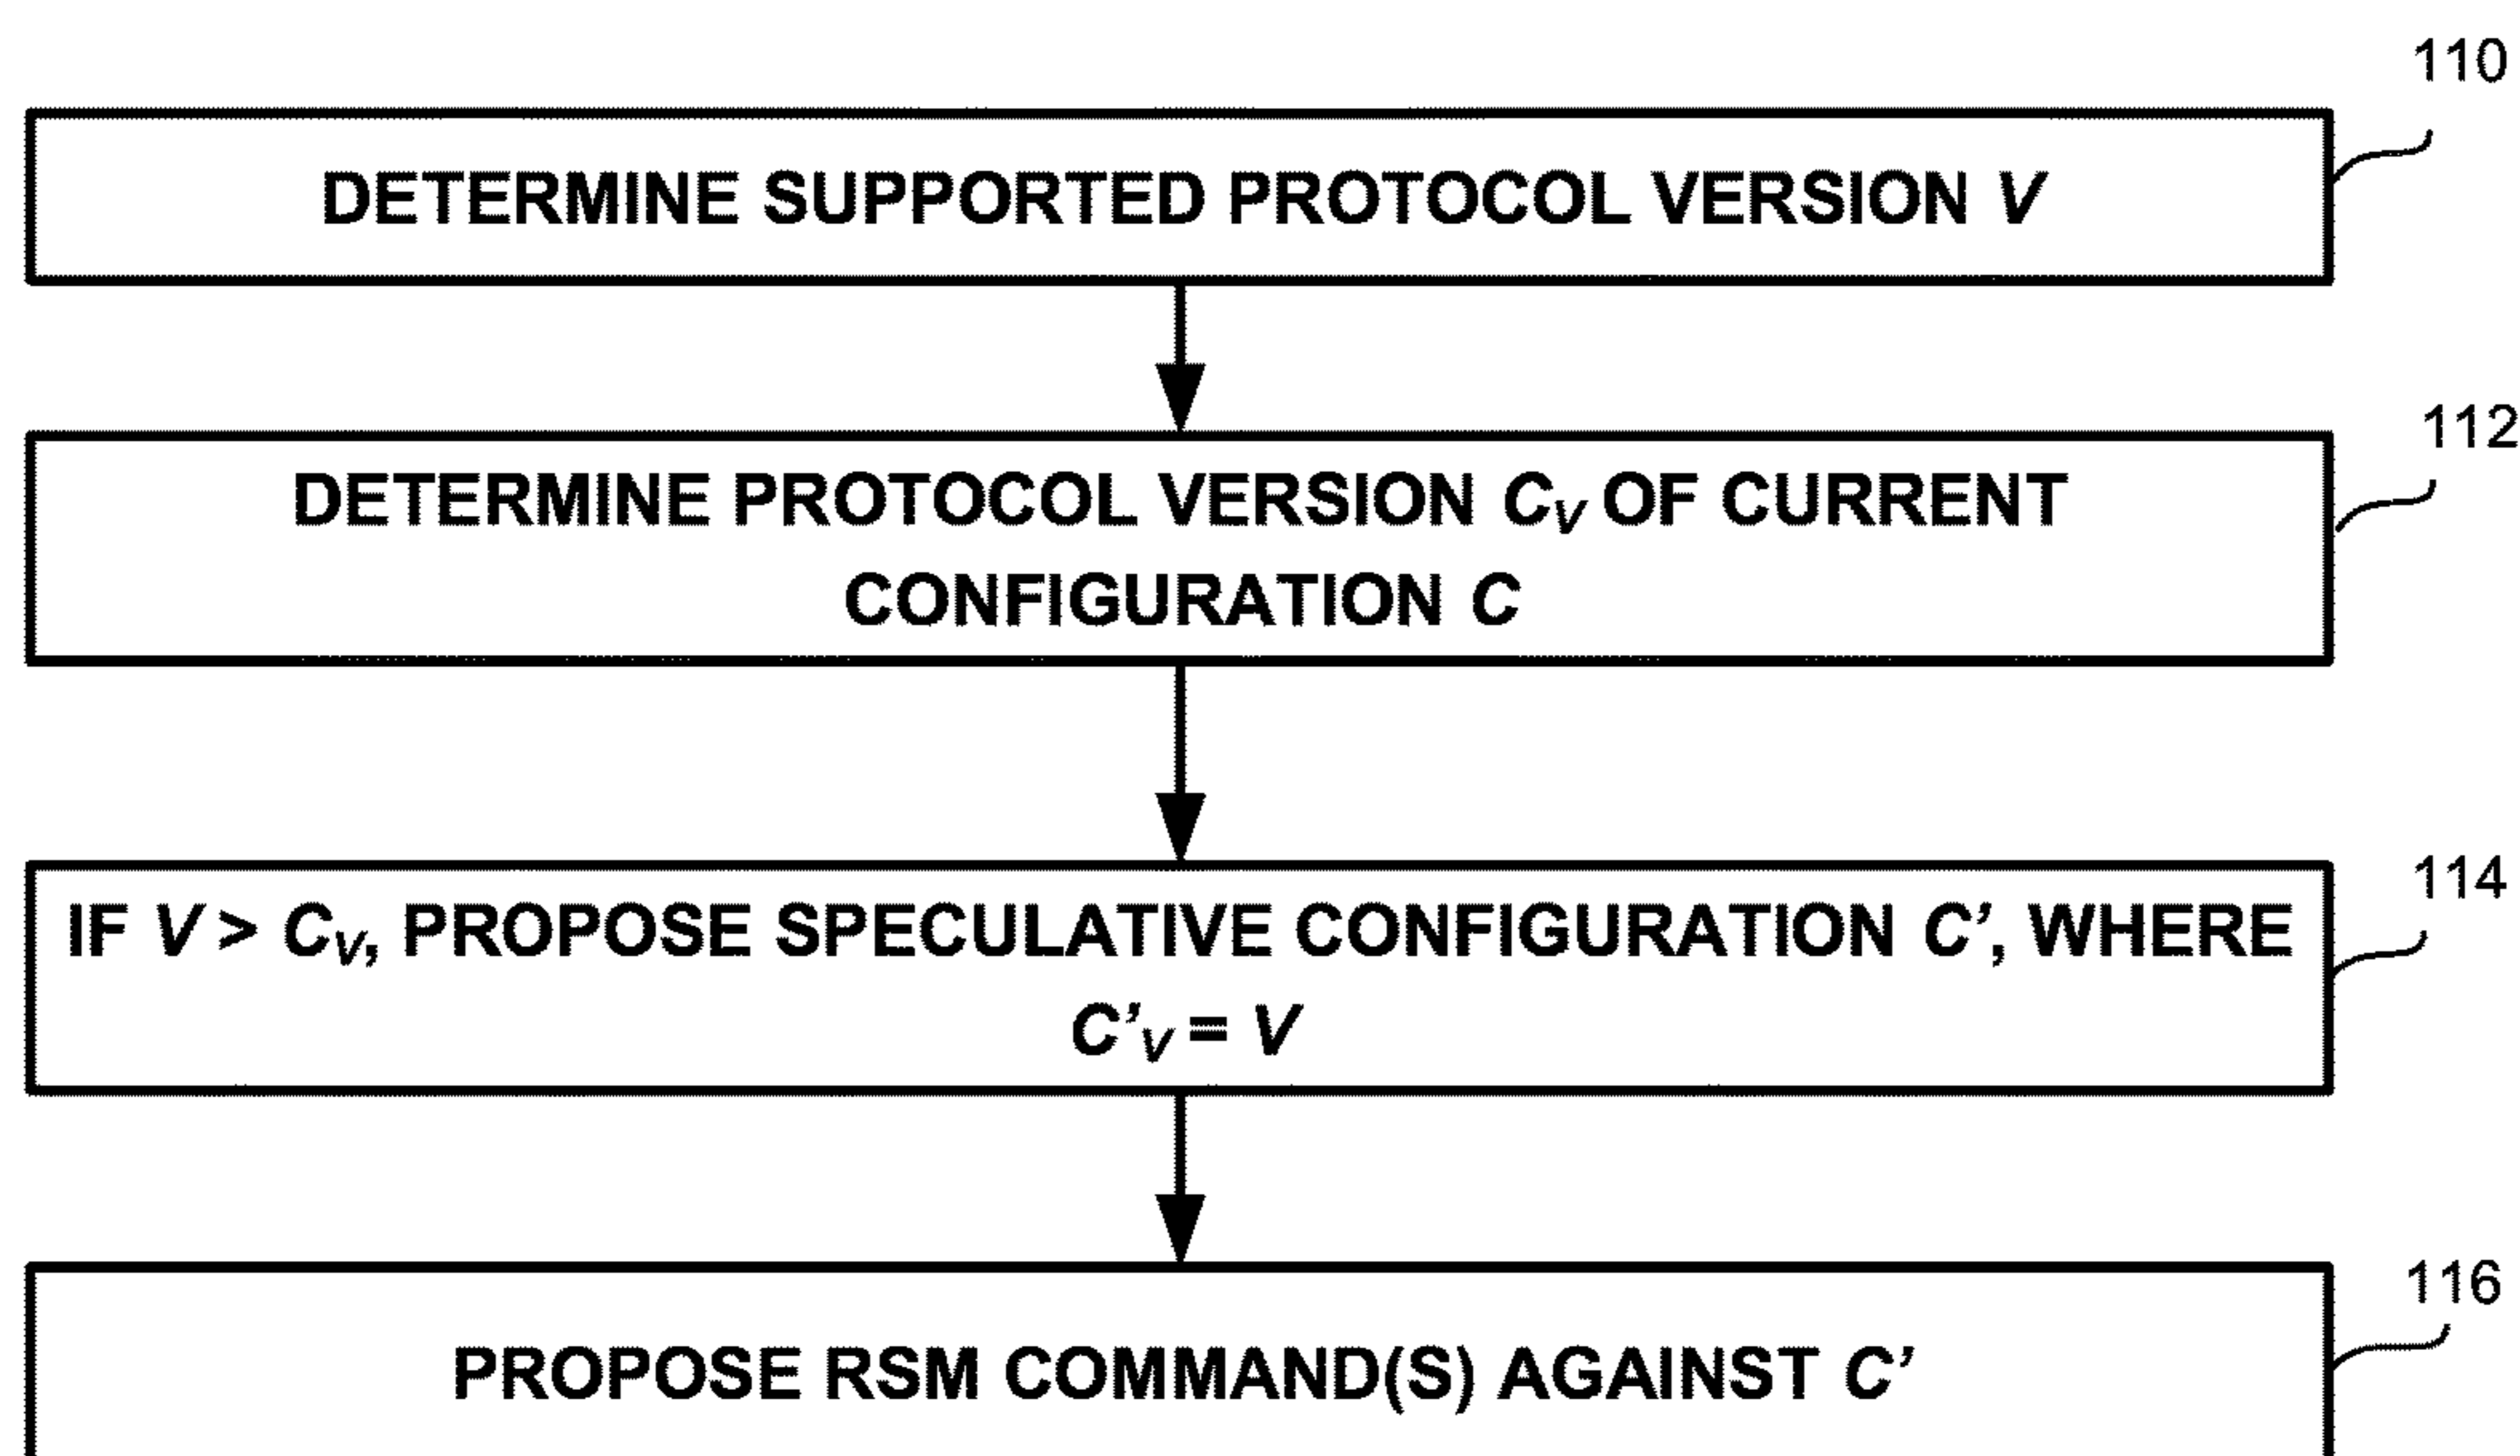 110
DETERMINE SUPPORTED PROTOCOL VERSION V
112
DETERMINE PROTOCOL VERSION CV OF CURRENT
CONFIGURATION C
114
IF V > CV, PROPOSE SPECULATIVE CONFIGURATION C’, WHERE
C’V = V
116
PROPOSE RSM COMMAND(S) AGAINST C’